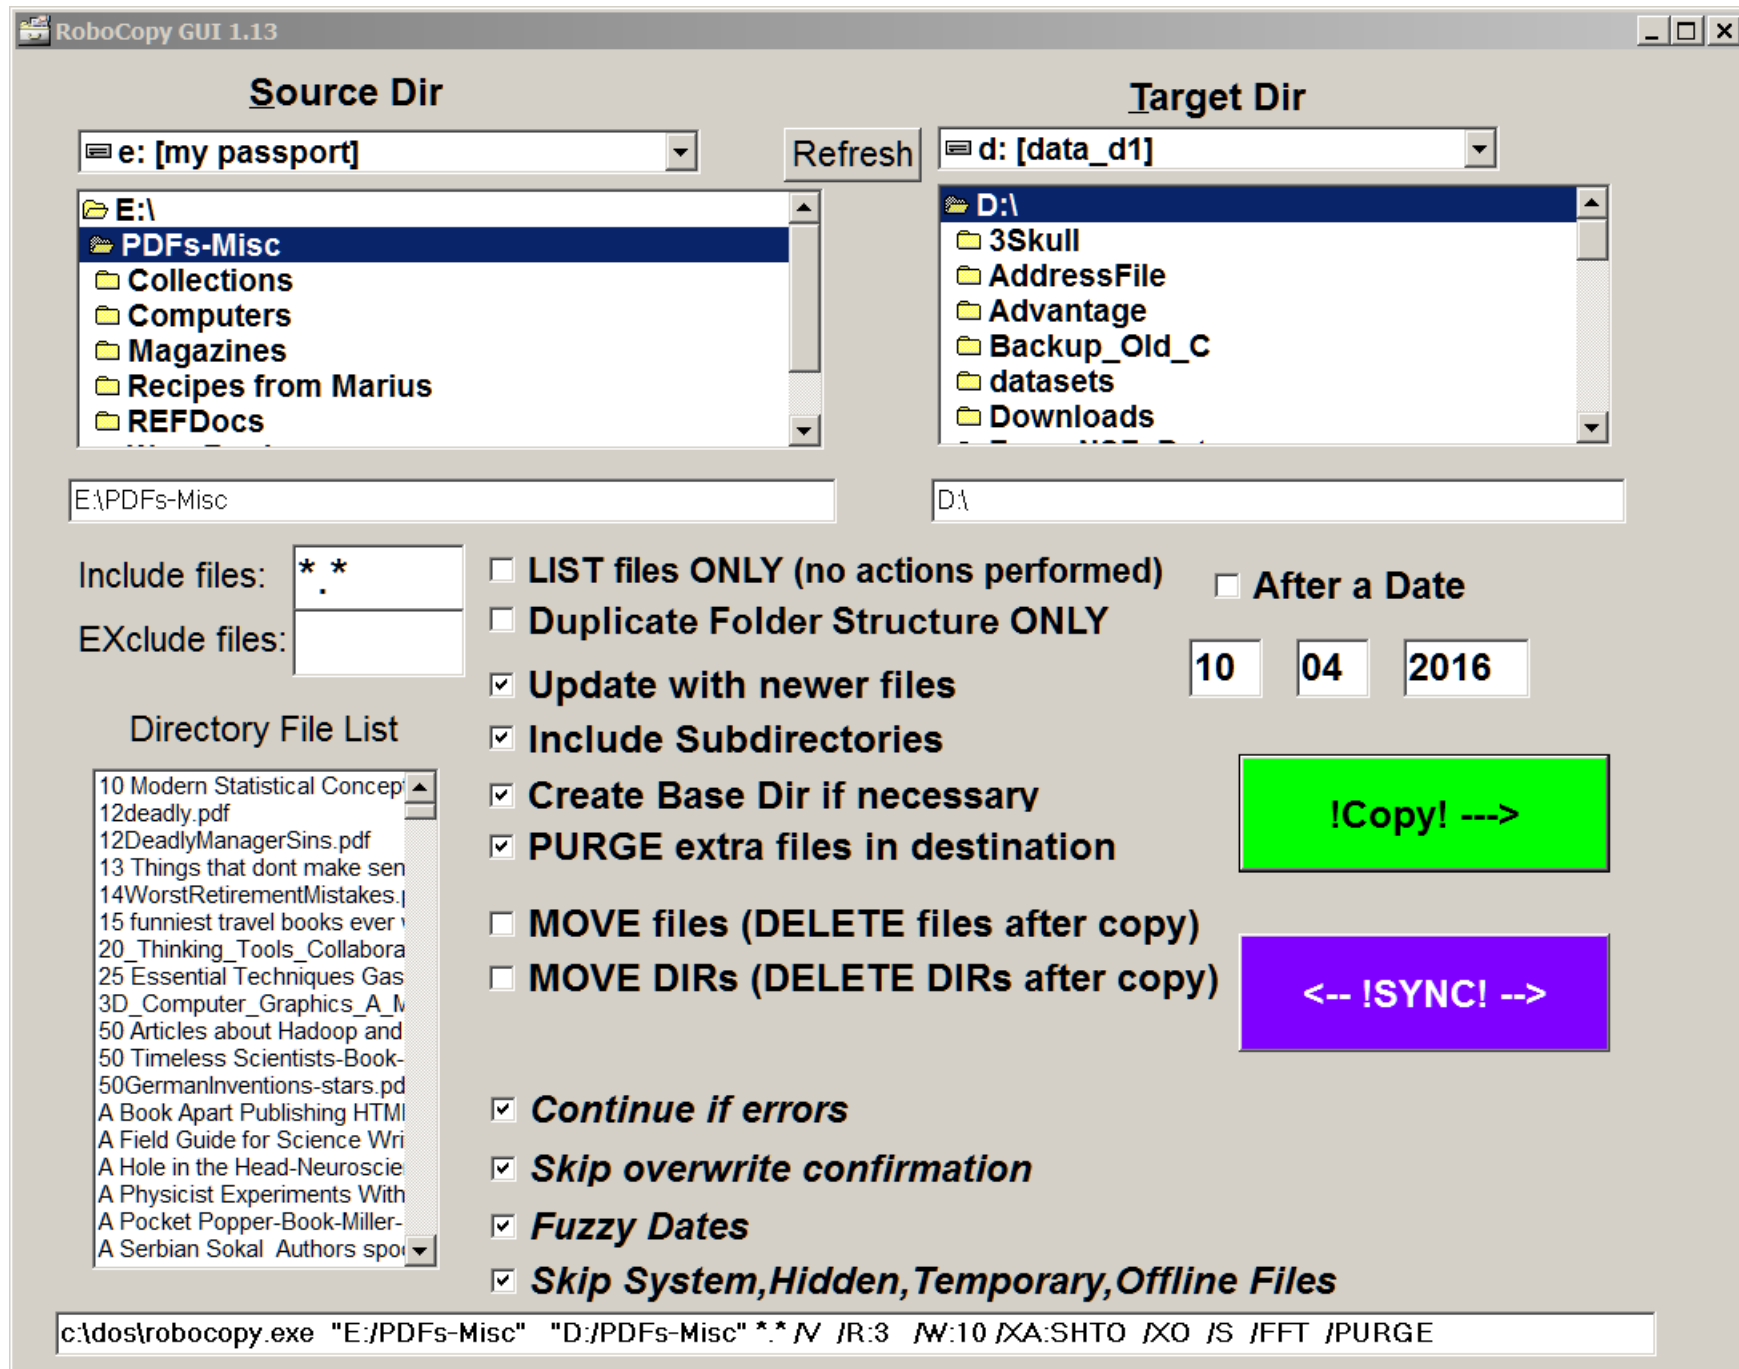 RoboCopy GUI 1.13
Source Dir
Target Dir
e: [my passport]
Refresh
d: [data_d1]
E:\
PDFs-Misc
Collections
Computers
Magazines
Recipes from Marius
REFDocs
D:\
3Skull
AddressFile
Advantage
Backup_Old_C
datasets
Downloads
E:\PDFs-Misc
D:\
Include files:
*.*
EXclude files:
LIST files ONLY (no actions performed)
Duplicate Folder Structure ONLY
Update with newer files
Include Subdirectories
Create Base Dir if necessary
PURGE extra files in destination
MOVE files (DELETE files after copy)
MOVE DIRs (DELETE DIRs after copy)
After a Date
10 04 2016
!Copy! --->
<-- !SYNC! -->
Directory File List
10 Modern Statistical Concep
12deadly.pdf
12DeadlyManagerSins.pdf
13 Things that dont make sen
14WorstRetirementMistakes.
15 funniest travel books ever
20_Thinking_Tools_Collabora
25 Essential Techniques Gas
3D_Computer_Graphics_A_M
50 Articles about Hadoop and
50 Timeless Scientists-Book-
50GermanInventions-stars.pd
A Book Apart Publishing HTM
A Field Guide for Science Wri
A Hole in the Head-Neuroscie
A Physicist Experiments With
A Pocket Popper-Book-Miller-
A Serbian Sokal Authors spo
Continue if errors
Skip overwrite confirmation
Fuzzy Dates
Skip System,Hidden,Temporary,Offline Files
c:\dos\robocopy.exe "E:/PDFs-Misc" "D:/PDFs-Misc" *.* /V /R:3 /W:10 /XA:SHTO /XO /S /FFT /PURGE